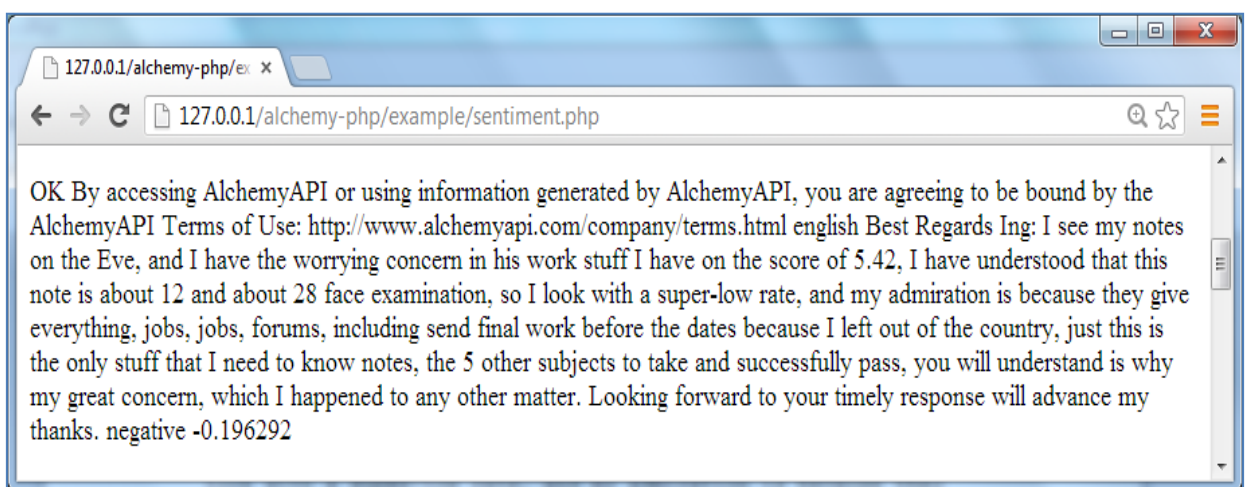 127.0.0.1/alchemy-php/ex
127.0.0.1/alchemy-php/example/sentiment.php
OK By accessing AlchemyAPI or using information generated by AlchemyAPI, you are agreeing to be bound by the
AlchemyAPI Terms of Use: http://www.alchemyapi.com/company/terms.html english Best Regards Ing: I see my notes
on the Eve, and I have the worrying concern in his work stuff I have on the score of 5.42, I have understood that this
note is about 12 and about 28 face examination, so I look with a super-low rate, and my admiration is because they give
everything, jobs, jobs, forums, including send final work before the dates because I left out of the country, just this is
the only stuff that I need to know notes, the 5 other subjects to take and successfully pass, you will understand is why
my great concern, which I happened to any other matter. Looking forward to your timely response will advance my
thanks. negative -0.196292